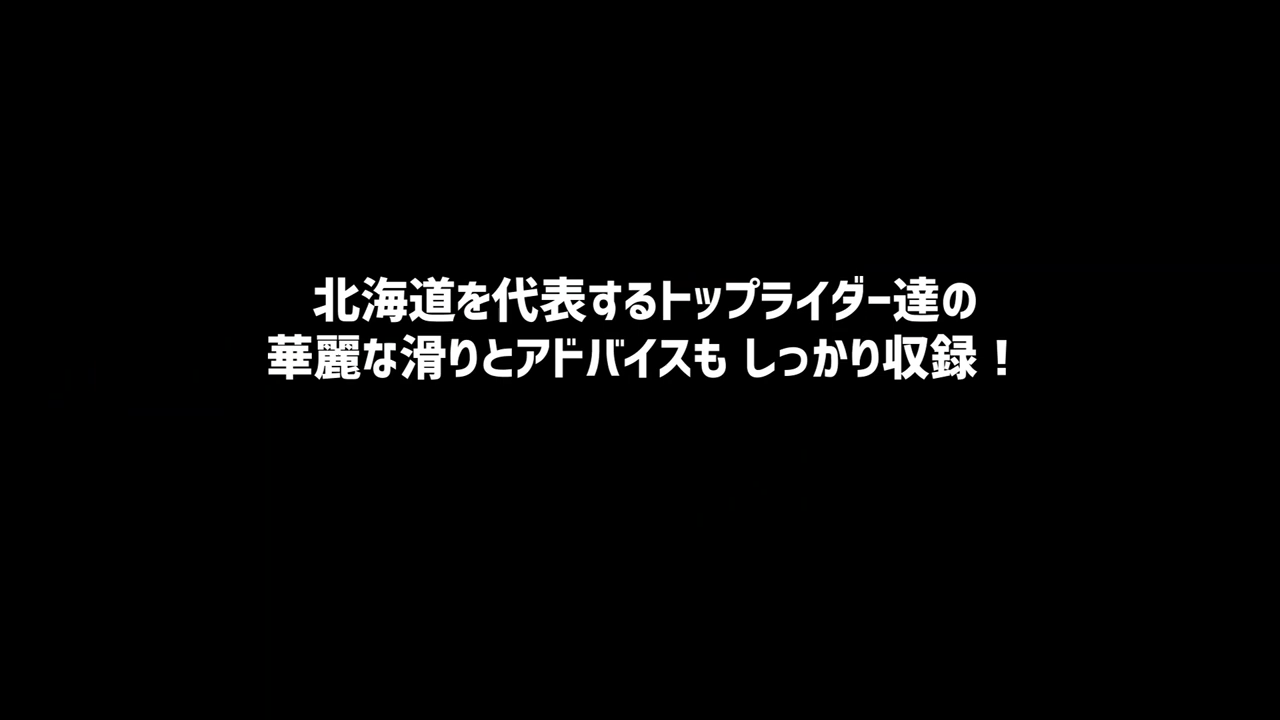 北海道を代表するトップライダー達の
華麗な滑りとアドバイスも しっかり収録！